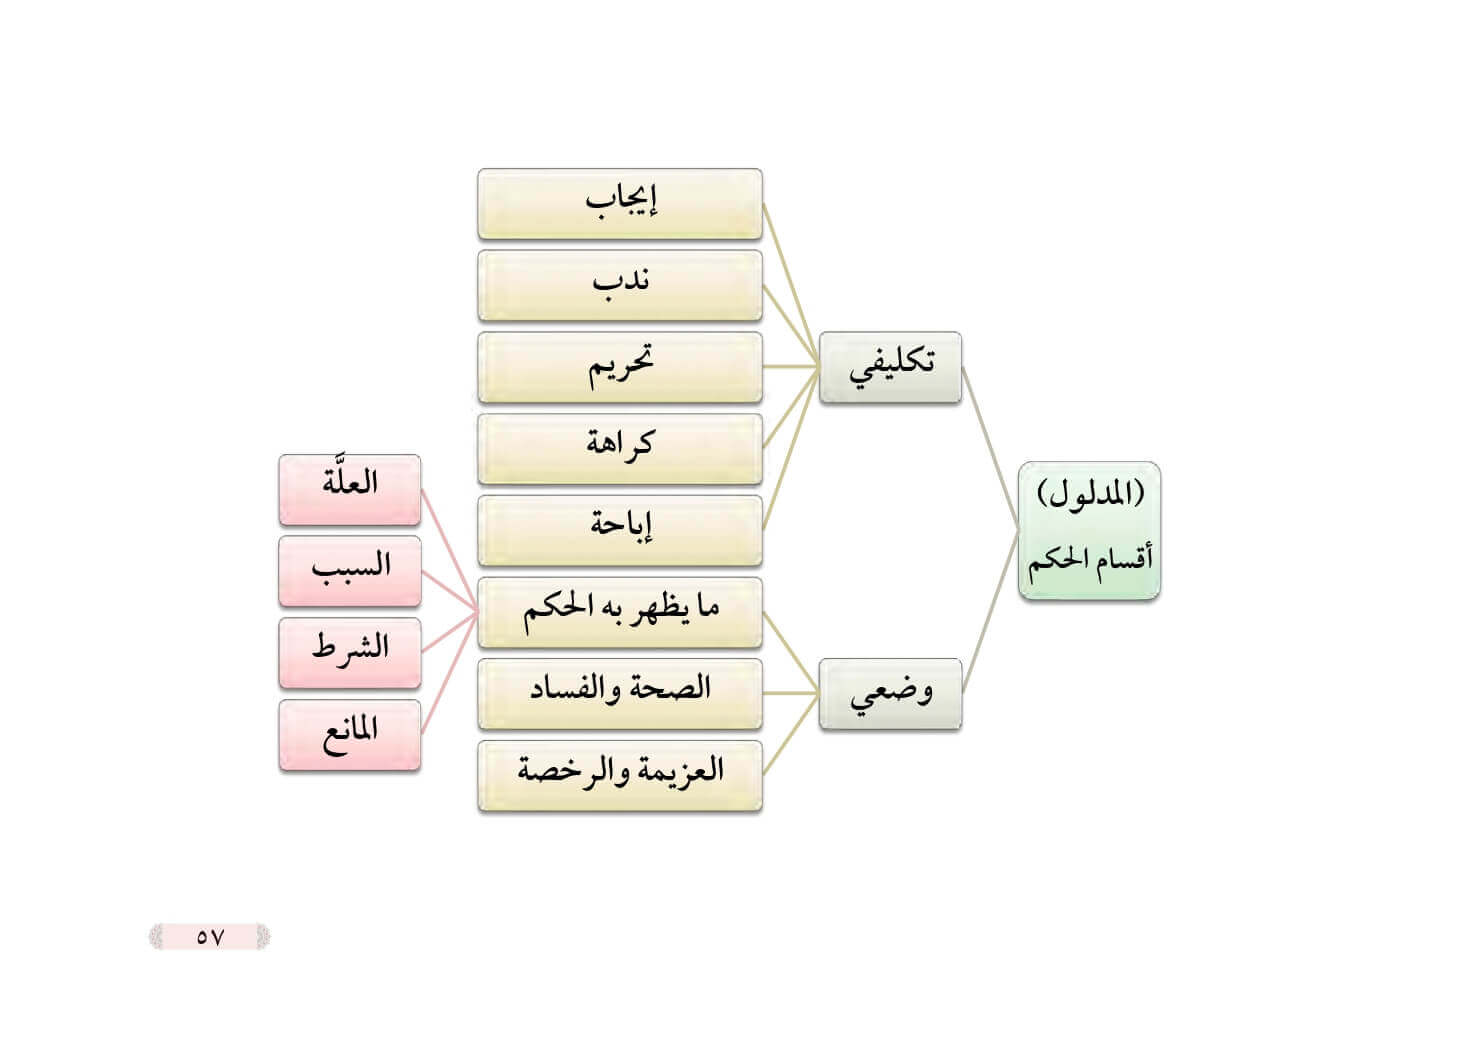 (المدلول)
أقسام الحكم
تكليفي
إيجاب
ندب
تحريم
كراهة
إباحة
وضعي
ما يظهر به الحكم
العلَّة
السبب
الشرط
المانع
الصحة والفساد
العزيمة والرخصة
٥٧